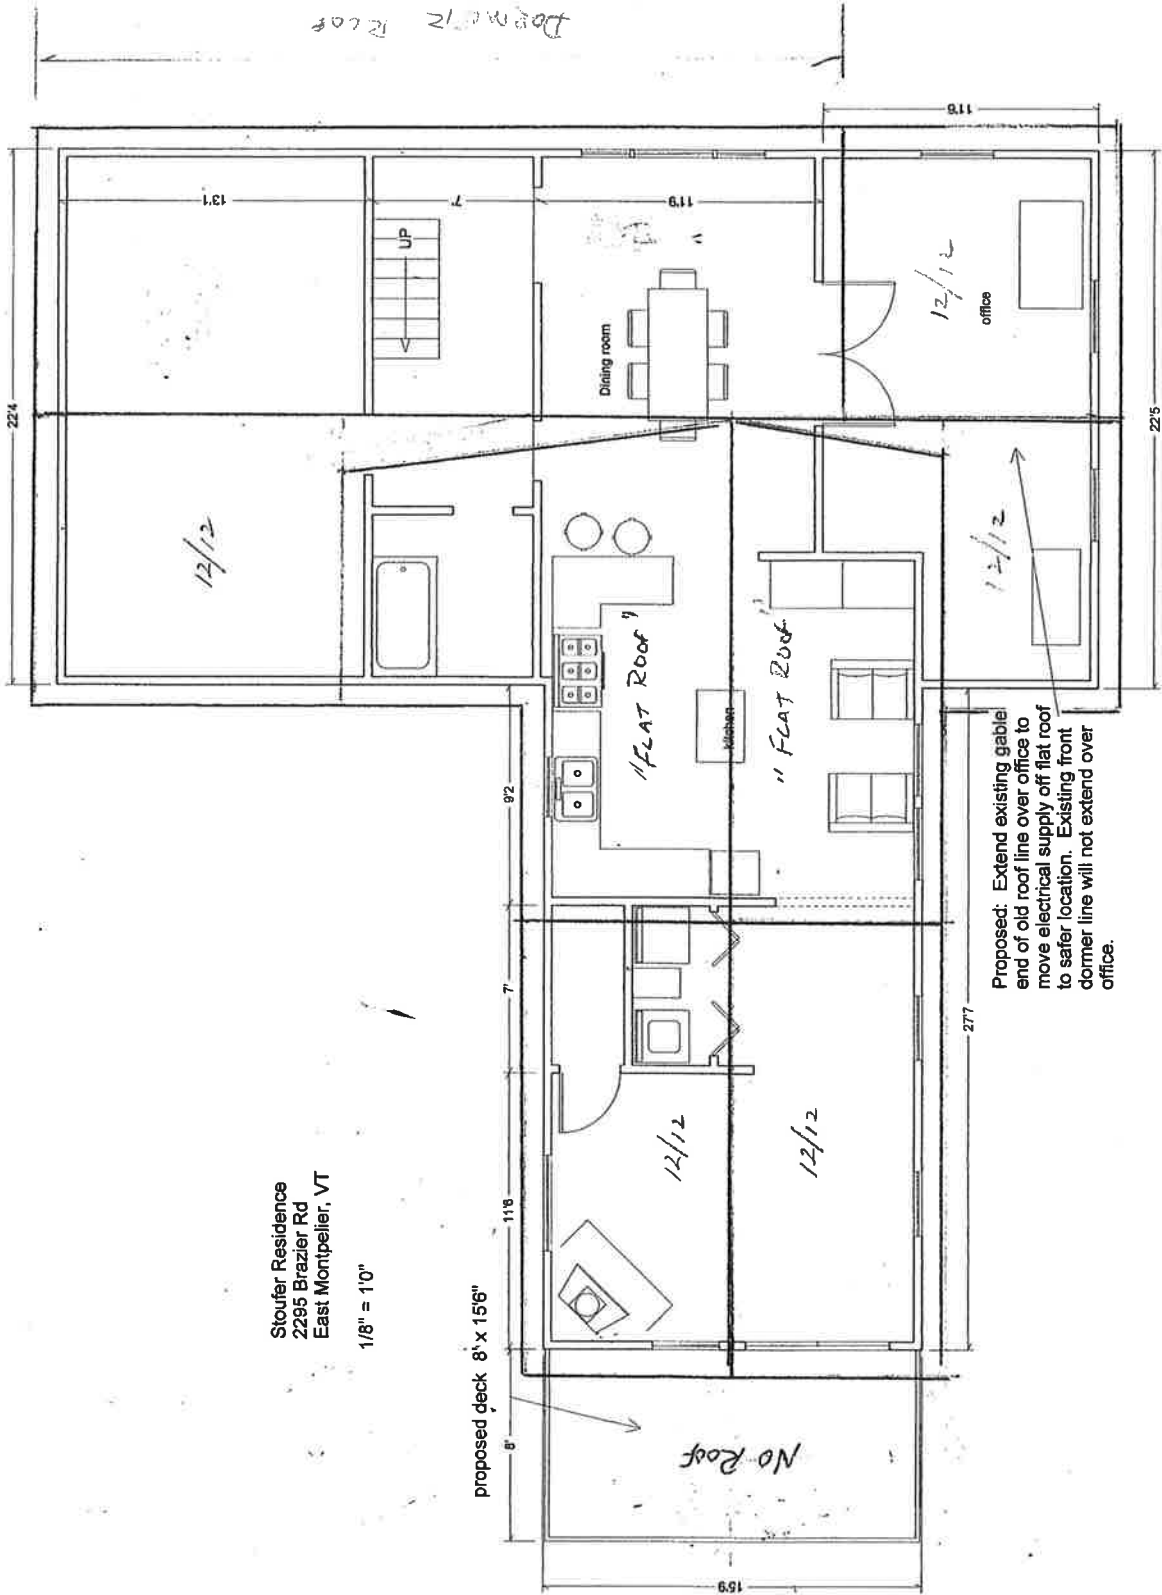 DORMER ROOF
22'4
13'1
7'
11'9
11'6
UP
12/12
Dining room
12/12
office
12/12
"FLAT ROOF"
kitchen
"FLAT ROOF"
22'5
9'2
7'
11'6
8'
27'7
Proposed: Extend existing gable
end of old roof line over office to
move electrical supply off flat roof
to safer location. Existing front
dormer line will not extend over
office.
12/12
12/12
Stoufer Residence
2295 Brazier Rd
East Montpelier, VT
1/8" = 1'0"
proposed deck 8' x 15'6"
NO ROOF
15'9